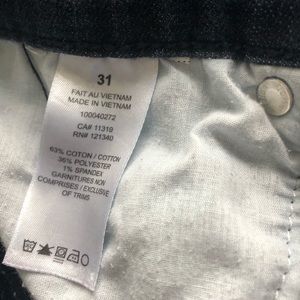 31
FAIT AU VIETNAM
MADE IN VIETNAM
100040272
CA# 11319
RN# 121340
63% COTON / COTTON
36% POLYESTER
1% SPANDEX
GARNITURES NON
COMPRISES / EXCLUSIVE
OF TRIMS